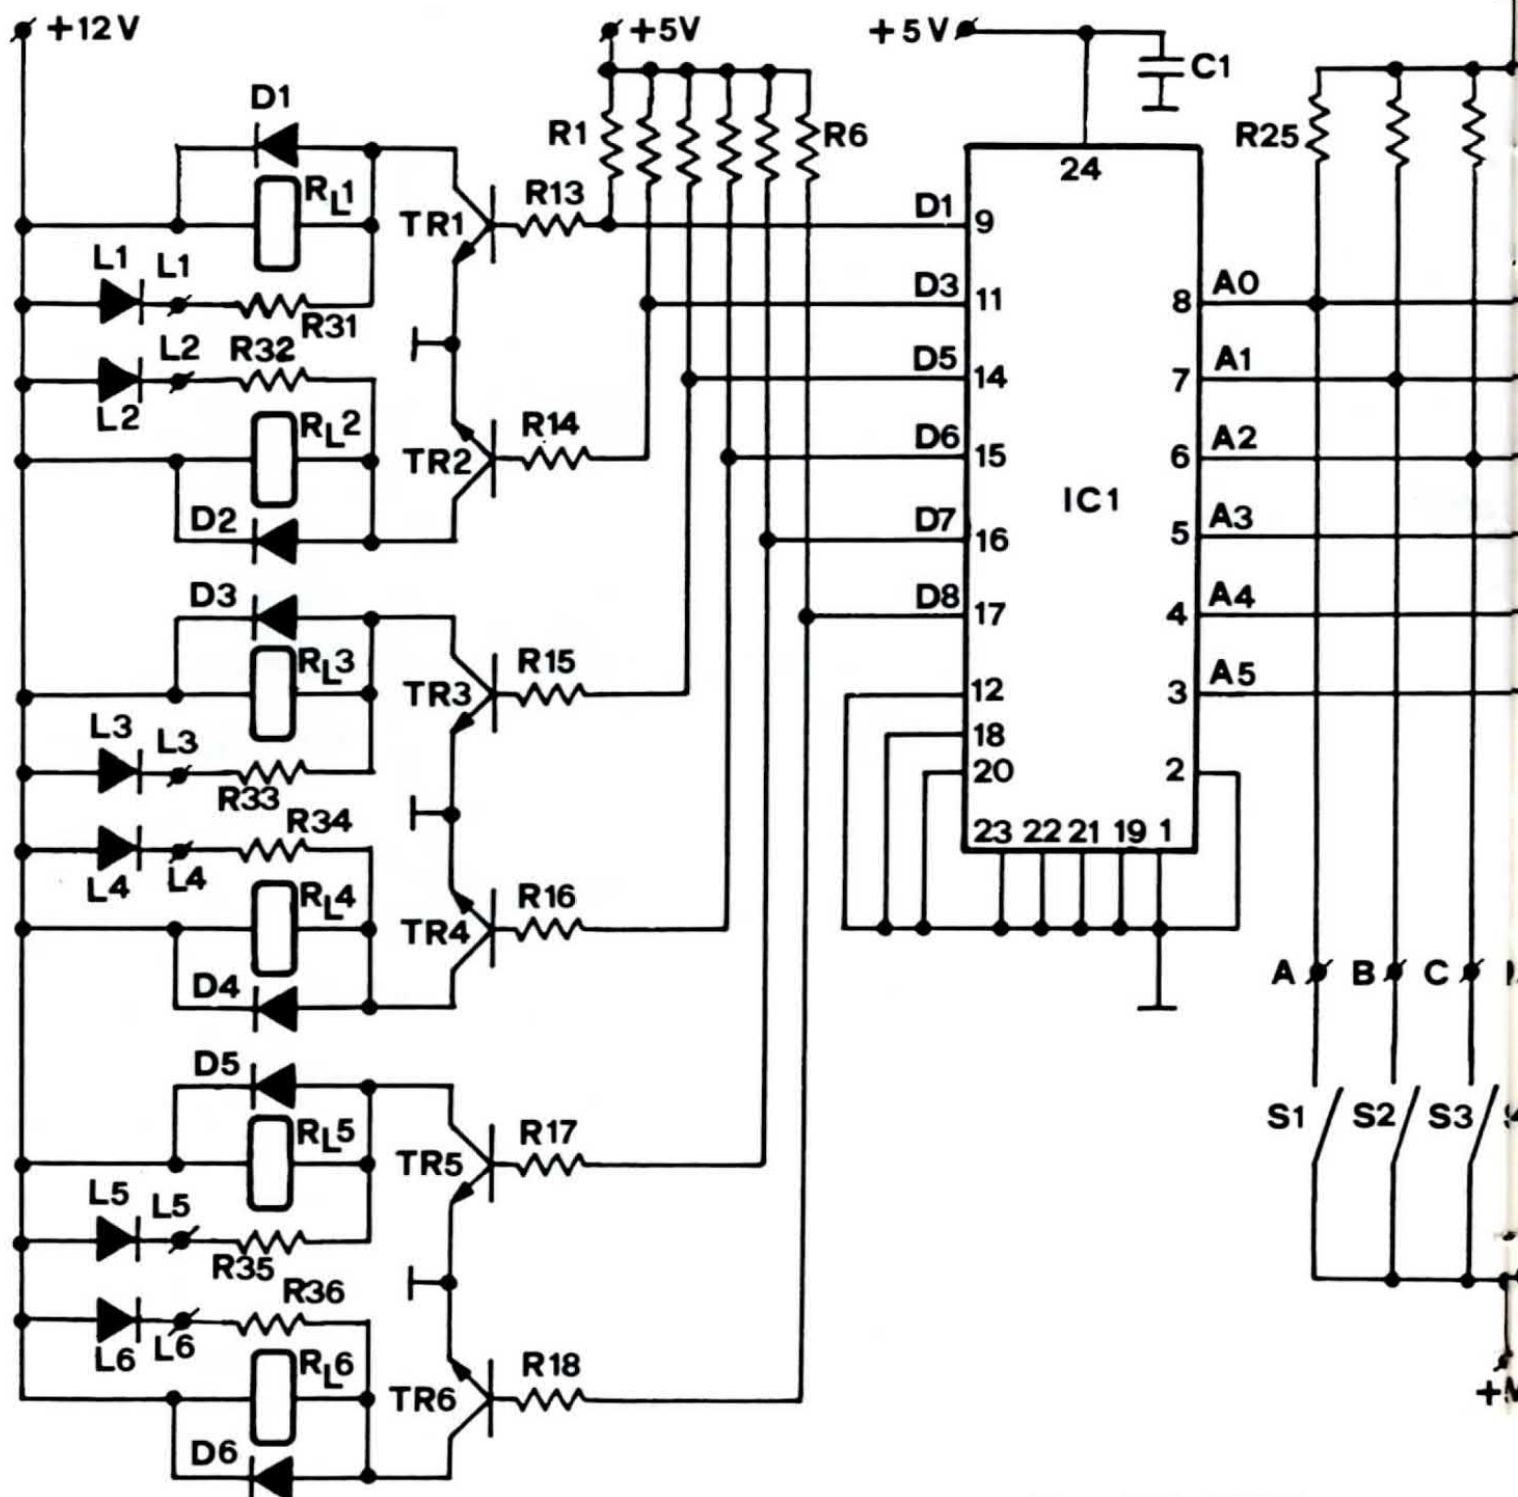 +12V
+5V
+5V
C1
D1
R1
R6
R25
24
RL1
R13
TR1
D1
9
L1
L1
D3
11
8
A0
R31
L2
R32
L2
D5
14
7
A1
RL2
R14
TR2
D6
15
6
A2
IC1
D2
D7
16
5
A3
D3
D8
17
4
A4
RL3
R15
TR3
12
3
A5
18
L3
L3
20
2
R33
R34
23 22 21 19 1
L4
L4
RL4
R16
TR4
D4
A
B
C
D5
RL5
R17
TR5
S1
S2
S3
L5
L5
R35
R36
L6
L6
RL6
R18
TR6
D6